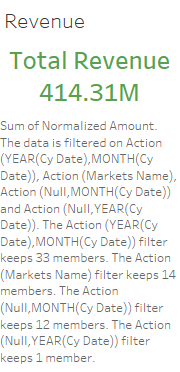 Revenue
Total Revenue
414.31M
Sum of Normalized Amount.
The data is filtered on Action
(YEAR(Cy Date),MONTH(Cy
Date)), Action (Markets Name),
Action (Null,MONTH(Cy Date))
and Action (Null,YEAR(Cy
Date)). The Action (YEAR(Cy
Date),MONTH(Cy Date)) filter
keeps 33 members. The Action
(Markets Name) filter keeps 14
members. The Action
(Null,MONTH(Cy Date)) filter
keeps 12 members. The Action
(Null,YEAR(Cy Date)) filter
keeps 1 member.